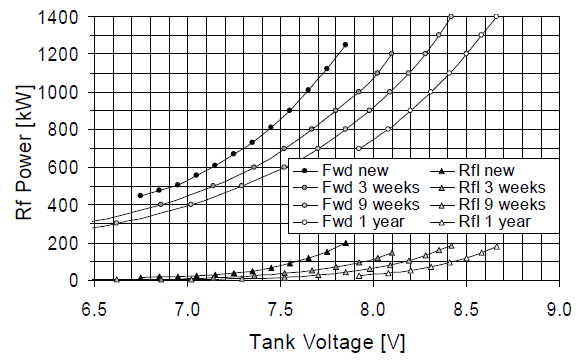 1400
1200
1000
800
600
400
200
0
Rf Power [kW]
Fwd new Rfl new
Fwd 3 weeks Rfl 3 weeks
Fwd 9 weeks Rfl 9 weeks
Fwd 1 year Rfl 1 year
6.5 7.0 7.5 8.0 8.5 9.0
Tank Voltage [V]